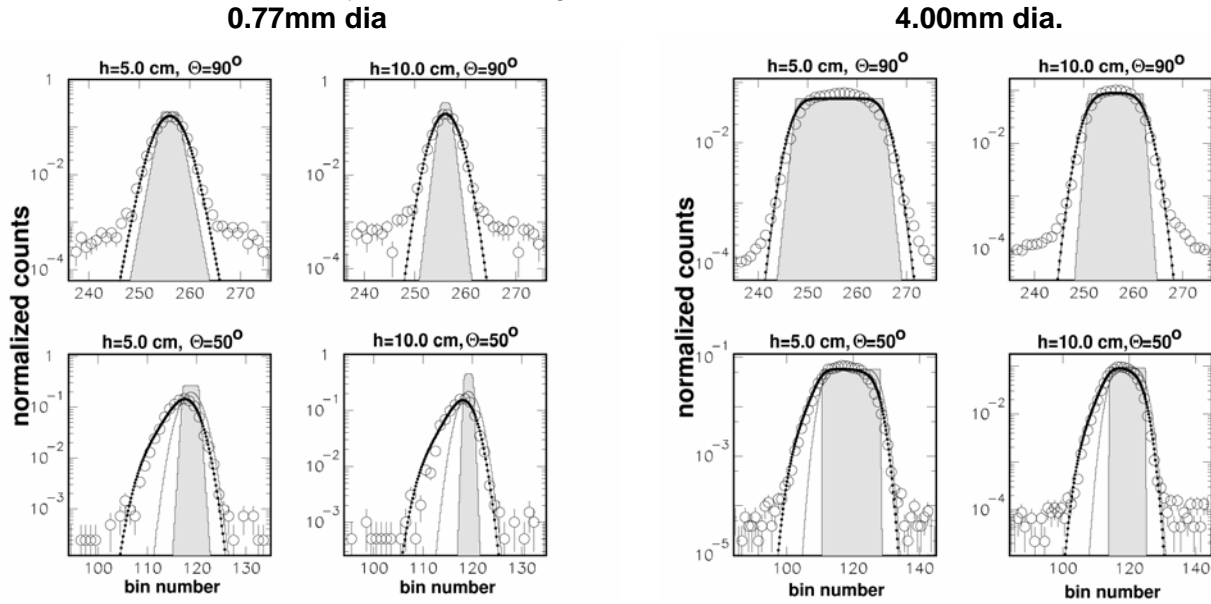 0.77mm dia
4.00mm dia.
h=5.0 cm, Θ=90°
h=10.0 cm, Θ=90°
h=5.0 cm, Θ=90°
h=10.0 cm, Θ=90°
1
10⁻²
10⁻⁴
240 250 260 270
1
10⁻²
10⁻⁴
240 250 260 270
10⁻²
10⁻³
10⁻⁴
240 250 260 270
10⁻²
10⁻⁴
240 250 260 270
normalized counts
normalized counts
h=5.0 cm, Θ=50°
h=10.0 cm, Θ=50°
h=5.0 cm, Θ=50°
h=10.0 cm, Θ=50°
1
10⁻¹
10⁻²
10⁻³
100 110 120 130
bin number
1
10⁻¹
10⁻²
10⁻³
100 110 120 130
bin number
10⁻¹
10⁻³
10⁻⁵
100 120 140
bin number
10⁻²
10⁻⁴
100 120 140
bin number